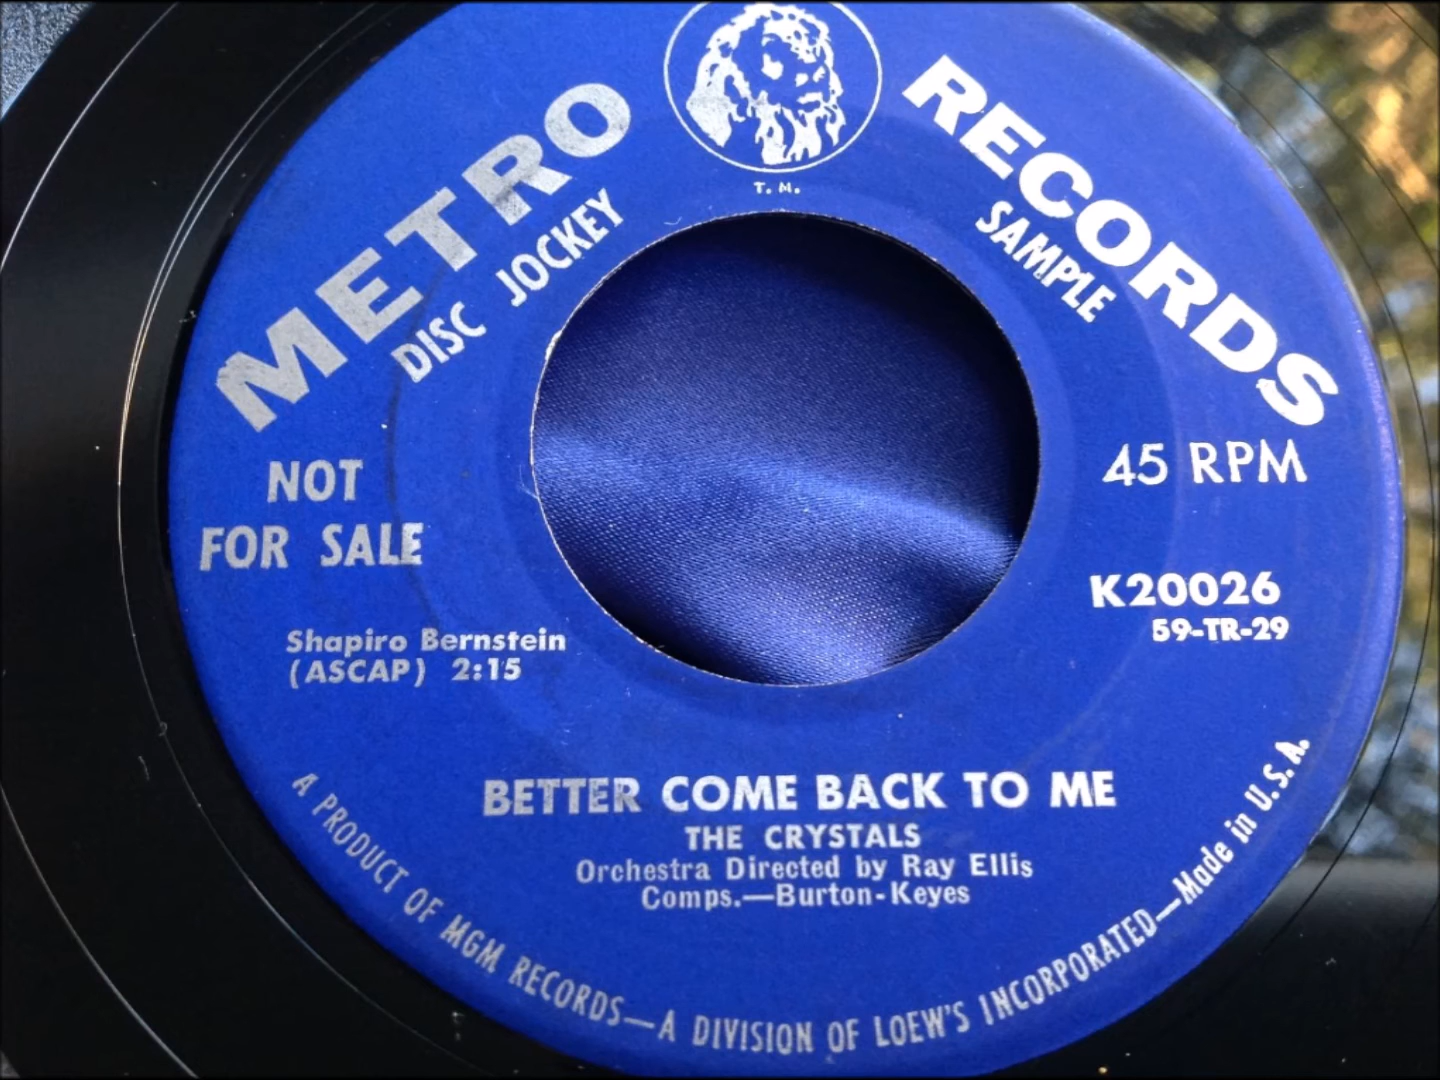 METRO RECORDS
T. M.
DISC JOCKEY SAMPLE
NOT
FOR SALE
45 RPM
K20026
59-TR-29
Shapiro Bernstein
(ASCAP) 2:15
BETTER COME BACK TO ME
THE CRYSTALS
Orchestra Directed by Ray Ellis
Comps.—Burton-Keyes
A PRODUCT OF MGM RECORDS—A DIVISION OF LOEW'S INCORPORATED—Made in U.S.A.